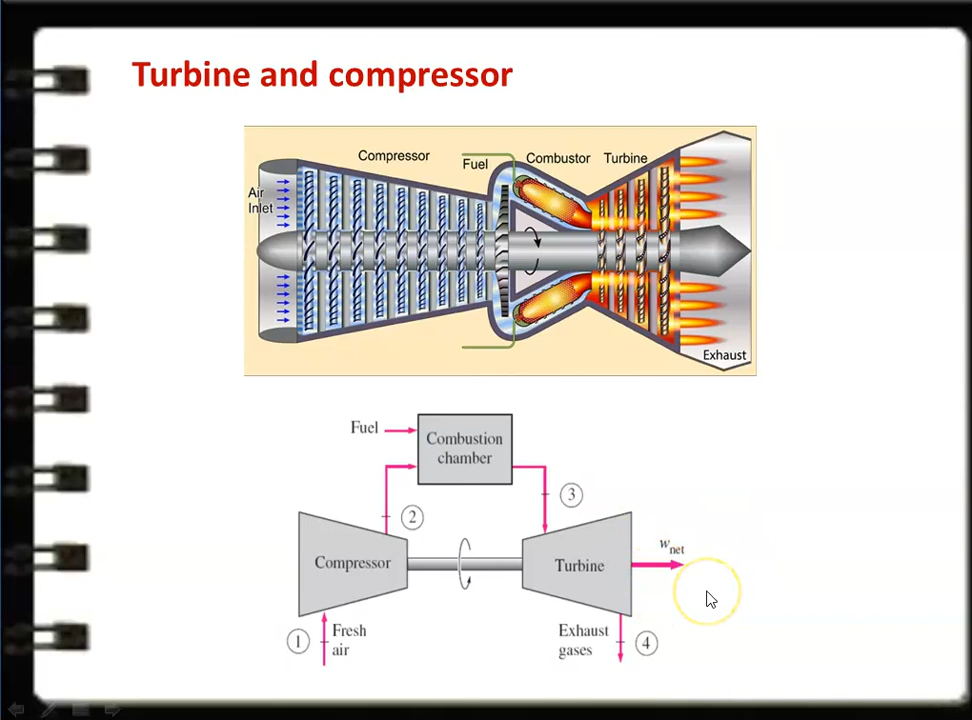 Turbine and compressor
Compressor
Fuel
Combustor
Turbine
Air
Inlet
Exhaust
Fuel
Combustion
chamber
2
3
Compressor
Turbine
wnet
1
Fresh
air
Exhaust
gases
4